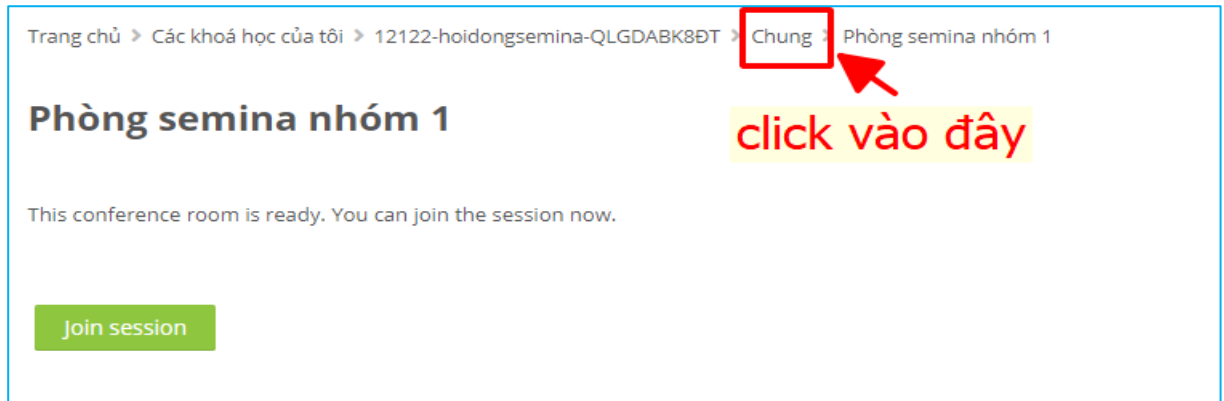 Trang chủ > Các khoá học của tôi > 12122-hoidongsemina-QLGDABK8ĐT > Chung > Phòng semina nhóm 1
Phòng semina nhóm 1
click vào đây
This conference room is ready. You can join the session now.
Join session